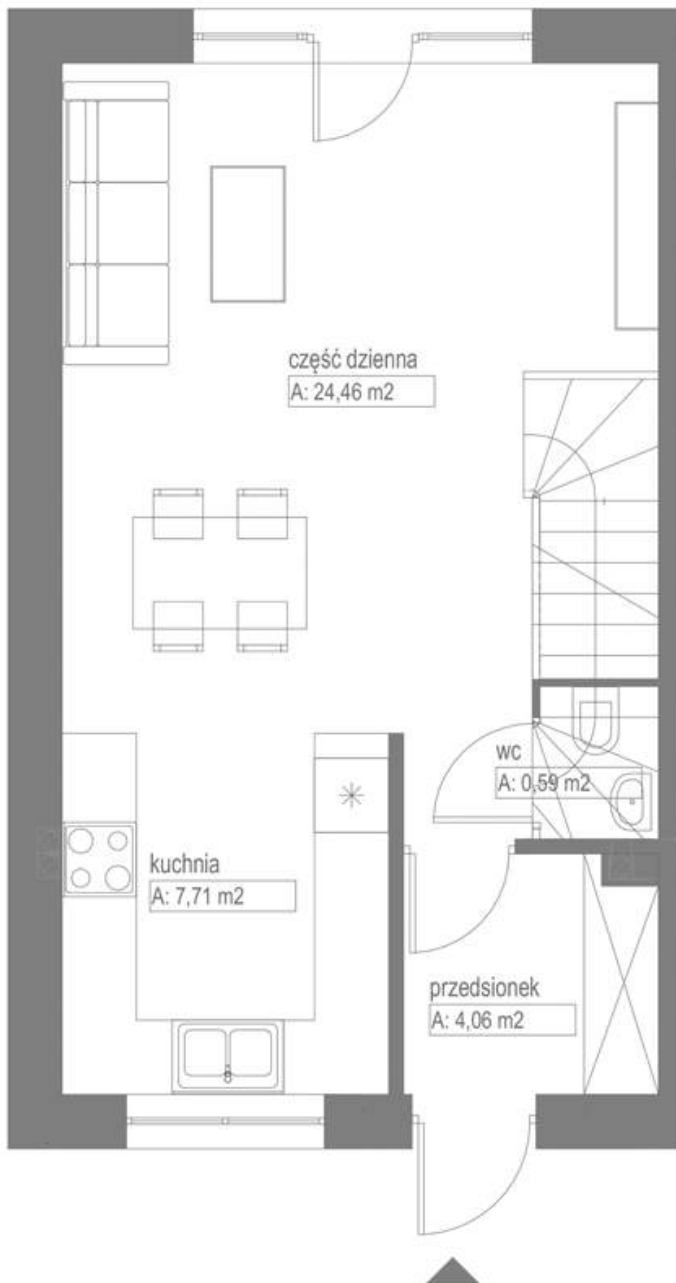 część dzienna
A: 24,46 m2
wc
A: 0,59 m2
kuchnia
A: 7,71 m2
przedsionek
A: 4,06 m2